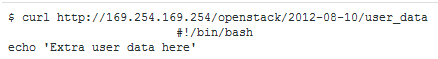 $ curl http://169.254.169.254/openstack/2012-08-10/user_data
#!/bin/bash
echo 'Extra user data here'